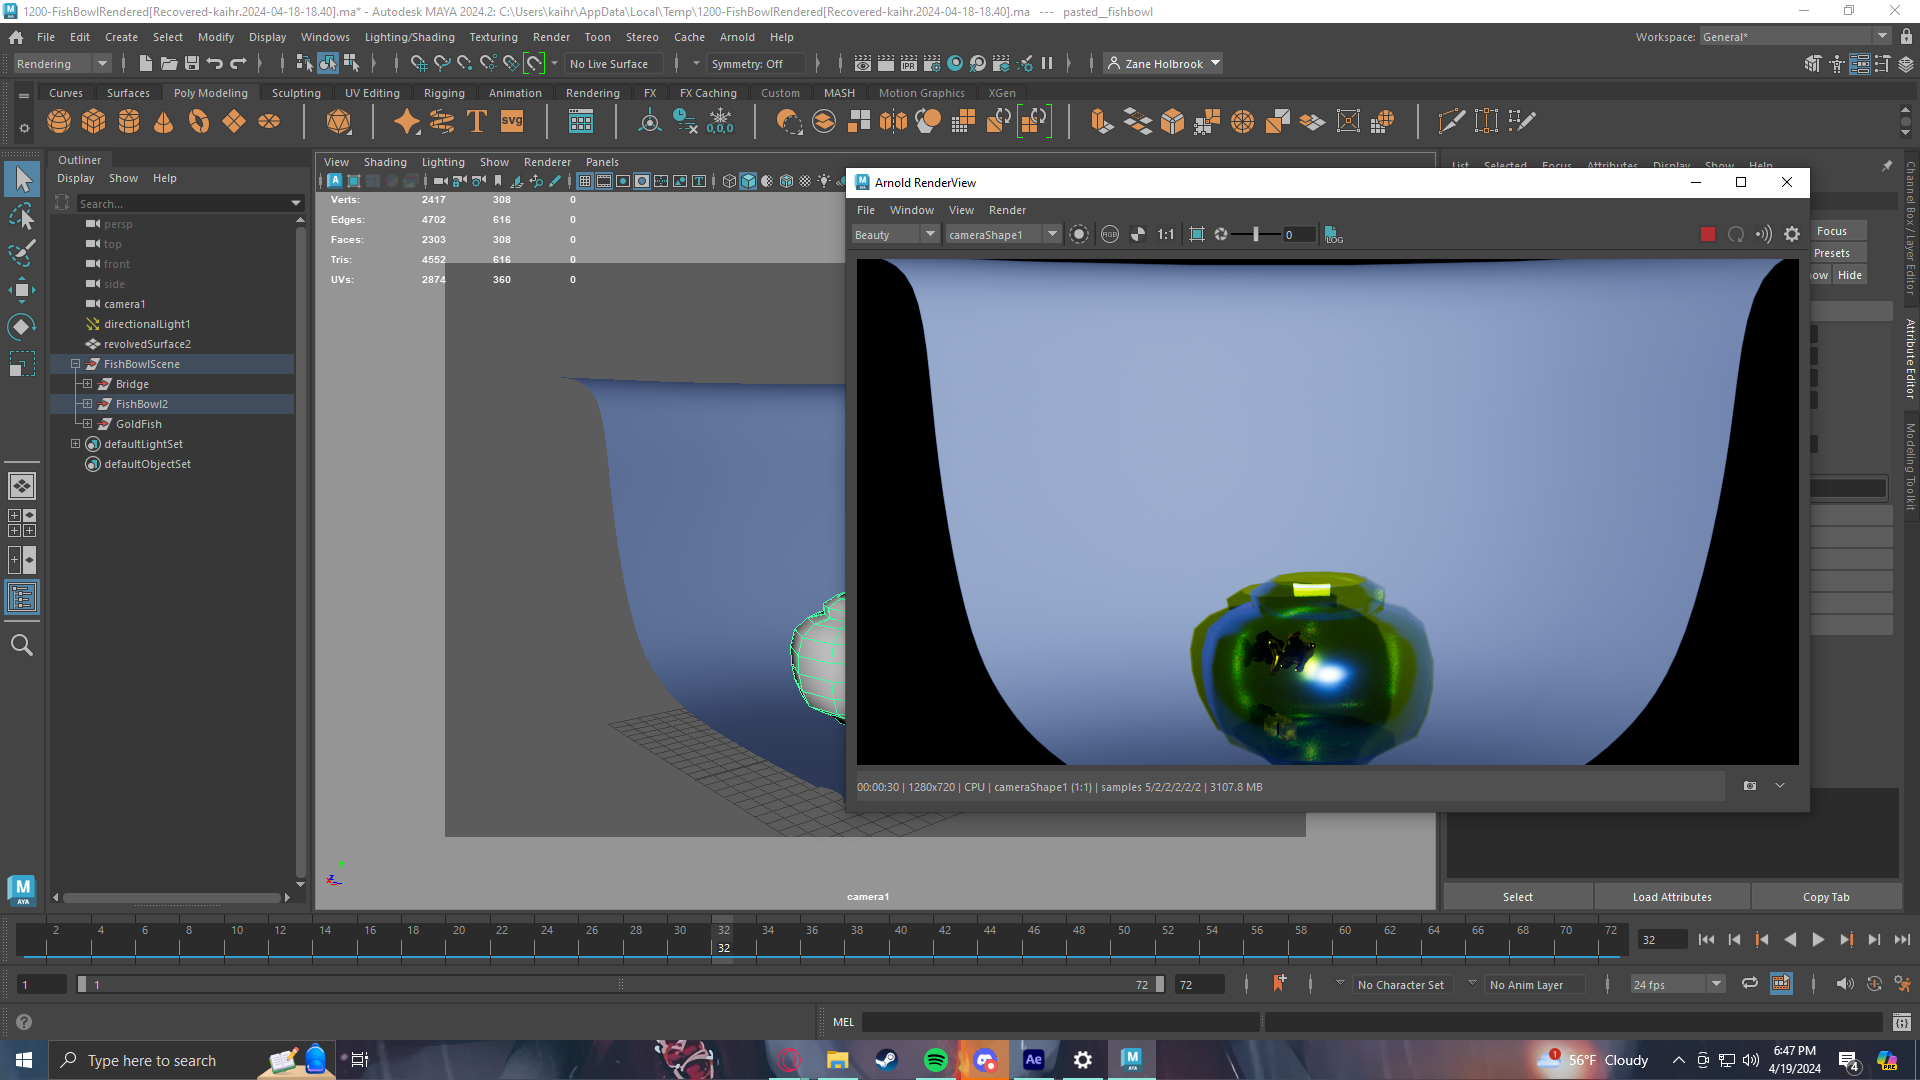 1200-FishBowlRendered[Recovered-kaihr.2024-04-18-18.40].ma* - Autodesk MAYA 2024.2: C:\Users\kaihr\AppData\Local\Temp\1200-FishBowlRendered[Recovered-kaihr.2024-04-18-18.40].ma --- pasted__fishbowl
File Edit Create Select Modify Display Windows Lighting/Shading Texturing Render Toon Stereo Cache Arnold Help
Workspace: General*
Rendering No Live Surface Symmetry: Off IPR Zane Holbrook
Curves Surfaces Poly Modeling Sculpting UV Editing Rigging Animation Rendering FX FX Caching Custom MASH Motion Graphics XGen
T SVG 0,0,0
Outliner
Display Show Help
Search...
persp
top
front
side
camera1
directionalLight1
revolvedSurface2
FishBowlScene
Bridge
FishBowl2
GoldFish
defaultLightSet
defaultObjectSet
View Shading Lighting Show Renderer Panels
Verts: 2417 308 0
Edges: 4702 616 0
Faces: 2303 308 0
Tris: 4552 616 0
UVs: 2874 360 0
camera1
List Selected Focus Attributes Display Show Help
Arnold RenderView
File Window View Render
Beauty cameraShape1 RGB 1:1 0 LOG
00:00:30 | 1280x720 | CPU | cameraShape1 (1:1) | samples 5/2/2/2/2/2 | 3107.8 MB
Focus
Presets
ow Hide
Channel Box / Layer Editor
Attribute Editor
Modeling Toolkit
Select Load Attributes Copy Tab
M
AYA
2 4 6 8 10 12 14 16 18 20 22 24 26 28 30 32 34 36 38 40 42 44 46 48 50 52 54 56 58 60 62 64 66 68 70 72
32
32
1 1 72 72 No Character Set No Anim Layer 24 fps
MEL
Type here to search
Ae
56°F Cloudy
6:47 PM
4/19/2024
4